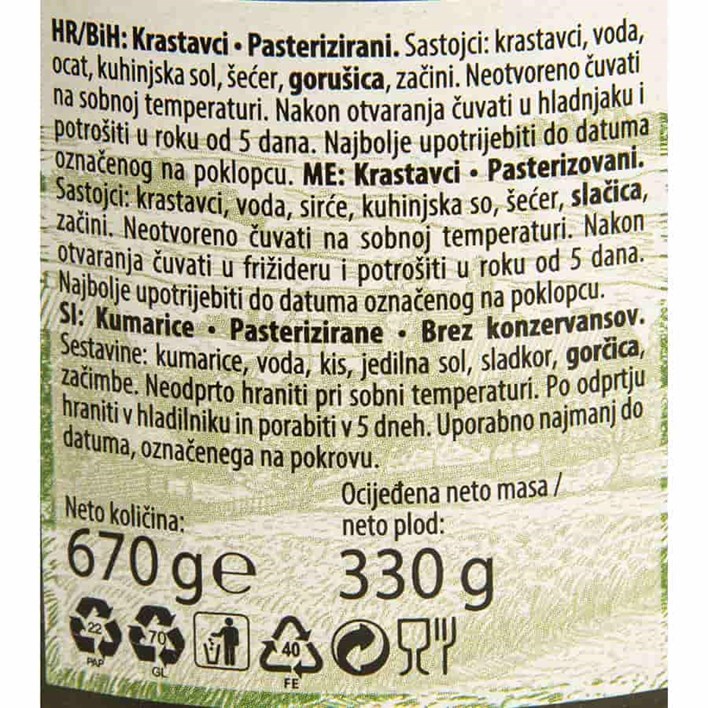 HR/BiH: Krastavci • Pasterizirani. Sastojci: krastavci, voda,
ocat, kuhinjska sol, šećer, gorušica, začini. Neotvoreno čuvati
na sobnoj temperaturi. Nakon otvaranja čuvati u hladnjaku i
potrošiti u roku od 5 dana. Najbolje upotrijebiti do datuma
označenog na poklopcu. ME: Krastavci • Pasterizovani.
Sastojci: krastavci, voda, sirće, kuhinjska so, šećer, slačica,
začini. Neotvoreno čuvati na sobnoj temperaturi. Nakon
otvaranja čuvati u frižideru i potrošiti u roku od 5 dana.
Najbolje upotrijebiti do datuma označenog na poklopcu.
SI: Kumarice • Pasterizirane • Brez konzervansov.
Sestavine: kumarice, voda, kis, jedilna sol, sladkor, gorčica,
začimbe. Neodprto hraniti pri sobni temperaturi. Po odprtju
hraniti v hladilniku in porabiti v 5 dneh. Uporabno najmanj do
datuma, označenega na pokrovu.
Neto količina:
670 g e
Ocijeđena neto masa /
neto plod:
330 g
22
PAP
70
GL
40
FE